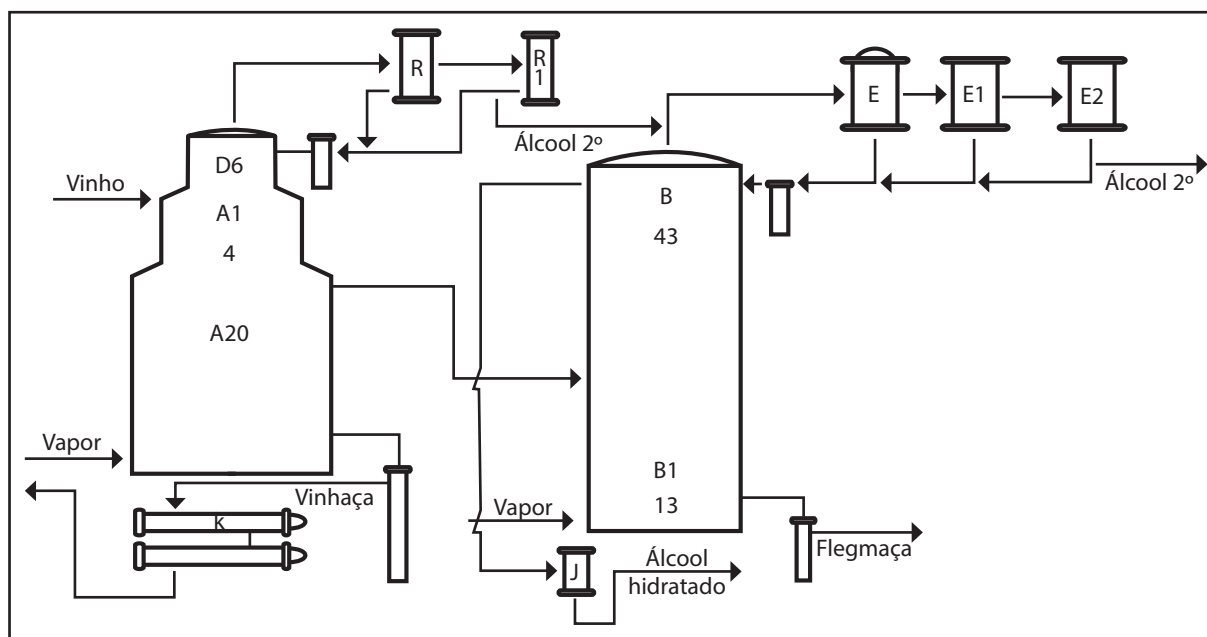 R
R
1
E
E1
E2
Álcool 2º
D6
Vinho
A1
4
A20
Álcool 2º
B
43
Vapor
Vinhaça
K
B1
13
Vapor
Flegmaça
J
Álcool
hidratado